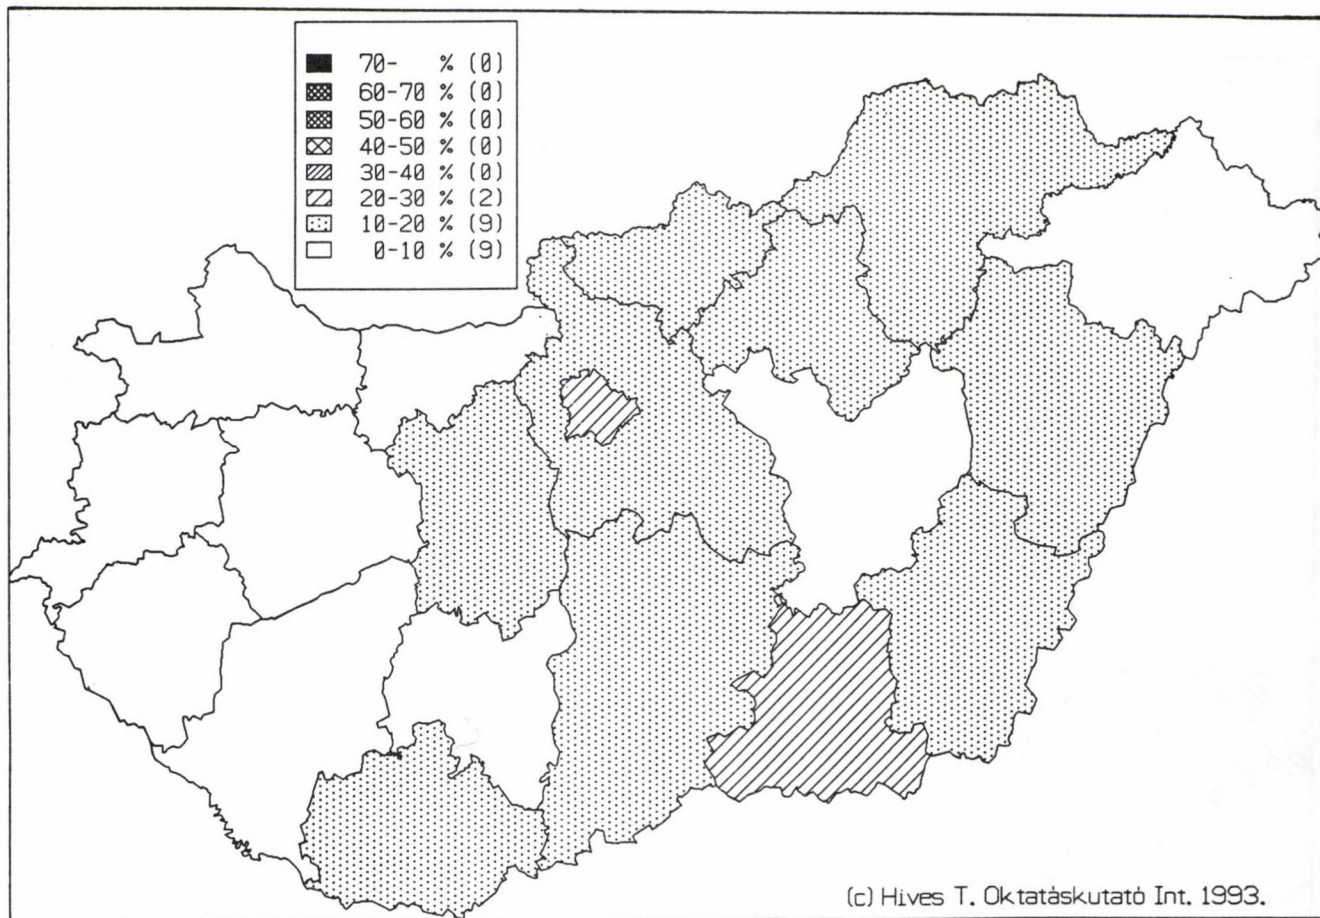 70- % (0)
60-70 % (0)
50-60 % (0)
40-50 % (0)
30-40 % (0)
20-30 % (2)
10-20 % (9)
0-10 % (9)
(c) Híves T. Oktatáskutató Int. 1993.